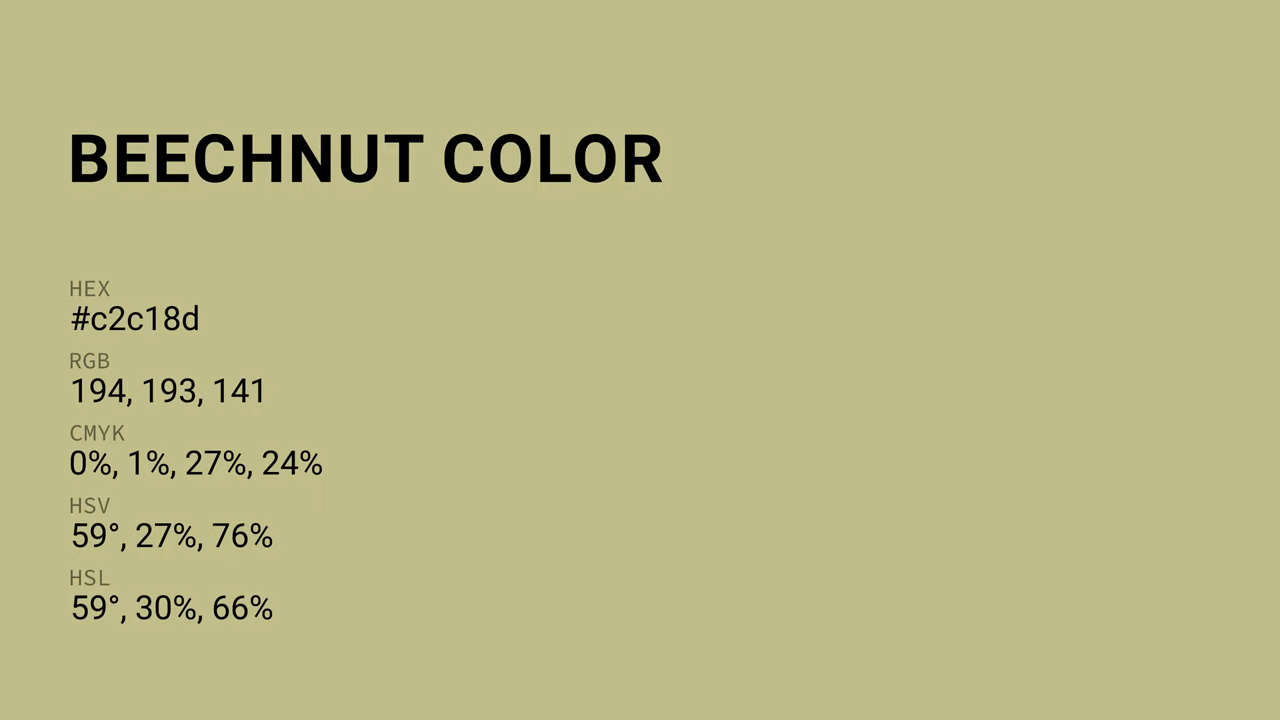 BEECHNUT COLOR
HEX
#c2c18d
RGB
194, 193, 141
CMYK
0%, 1%, 27%, 24%
HSV
59°, 27%, 76%
HSL
59°, 30%, 66%